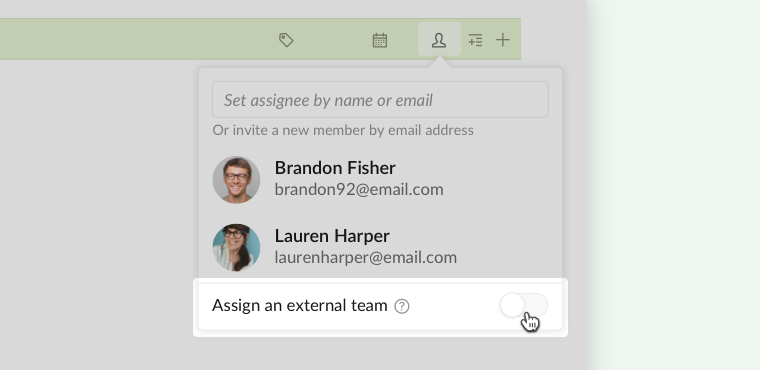 Set assignee by name or email
Or invite a new member by email address
Brandon Fisher
brandon92@email.com
Lauren Harper
laurenharper@email.com
Assign an external team ?